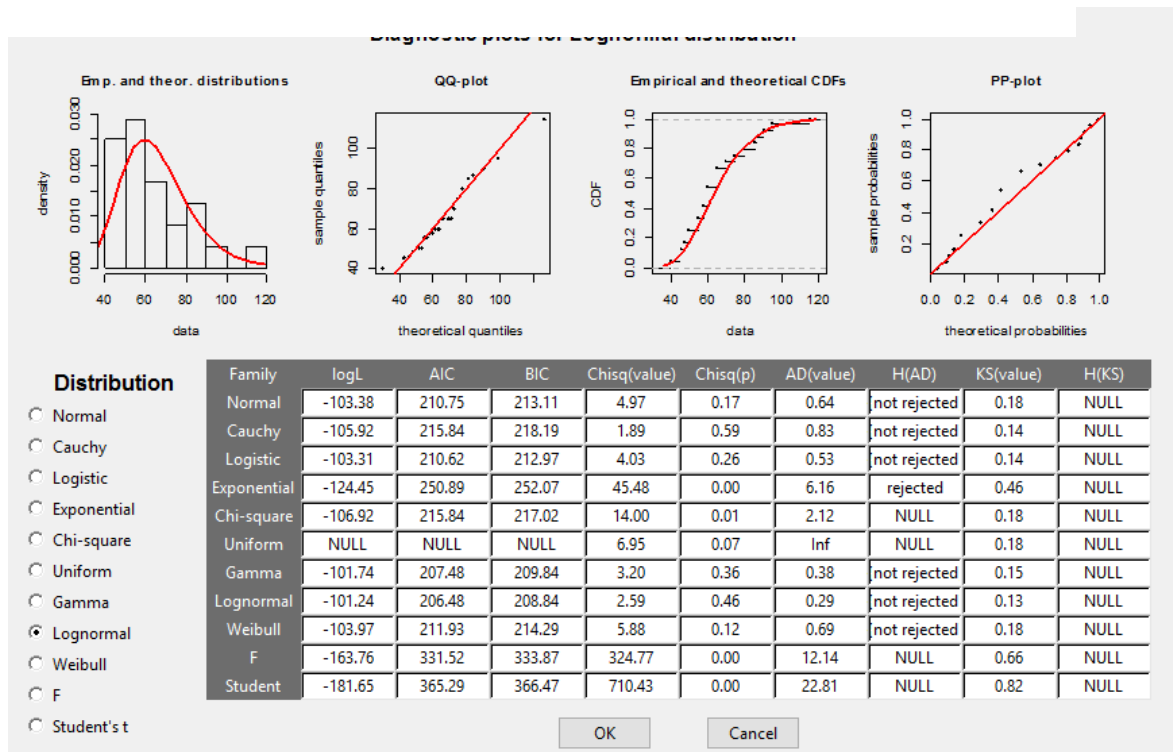 Diagnostic plots for Lognormal distribution
Emp. and theor. distributions
density
0.000 0.010 0.020 0.030
40 60 80 100 120
data
QQ-plot
sample quantiles
40 60 80 100
40 60 80 100
theoretical quantiles
Empirical and theoretical CDFs
CDF
0.0 0.2 0.4 0.6 0.8 1.0
40 60 80 100 120
data
PP-plot
sample probabilities
0.2 0.4 0.6 0.8 1.0
0.0 0.2 0.4 0.6 0.8 1.0
theoretical probabilities
Distribution
Normal
Cauchy
Logistic
Exponential
Chi-square
Uniform
Gamma
Lognormal
Weibull
F
Student's t
Family logL AIC BIC Chisq(value) Chisq(p) AD(value) H(AD) KS(value) H(KS)
Normal -103.38 210.75 213.11 4.97 0.17 0.64 not rejected 0.18 NULL
Cauchy -105.92 215.84 218.19 1.89 0.59 0.83 not rejected 0.14 NULL
Logistic -103.31 210.62 212.97 4.03 0.26 0.53 not rejected 0.14 NULL
Exponential -124.45 250.89 252.07 45.48 0.00 6.16 rejected 0.46 NULL
Chi-square -106.92 215.84 217.02 14.00 0.01 2.12 NULL 0.18 NULL
Uniform NULL NULL NULL 6.95 0.07 Inf NULL 0.18 NULL
Gamma -101.74 207.48 209.84 3.20 0.36 0.38 not rejected 0.15 NULL
Lognormal -101.24 206.48 208.84 2.59 0.46 0.29 not rejected 0.13 NULL
Weibull -103.97 211.93 214.29 5.88 0.12 0.69 not rejected 0.18 NULL
F -163.76 331.52 333.87 324.77 0.00 12.14 NULL 0.66 NULL
Student -181.65 365.29 366.47 710.43 0.00 22.81 NULL 0.82 NULL
OK Cancel